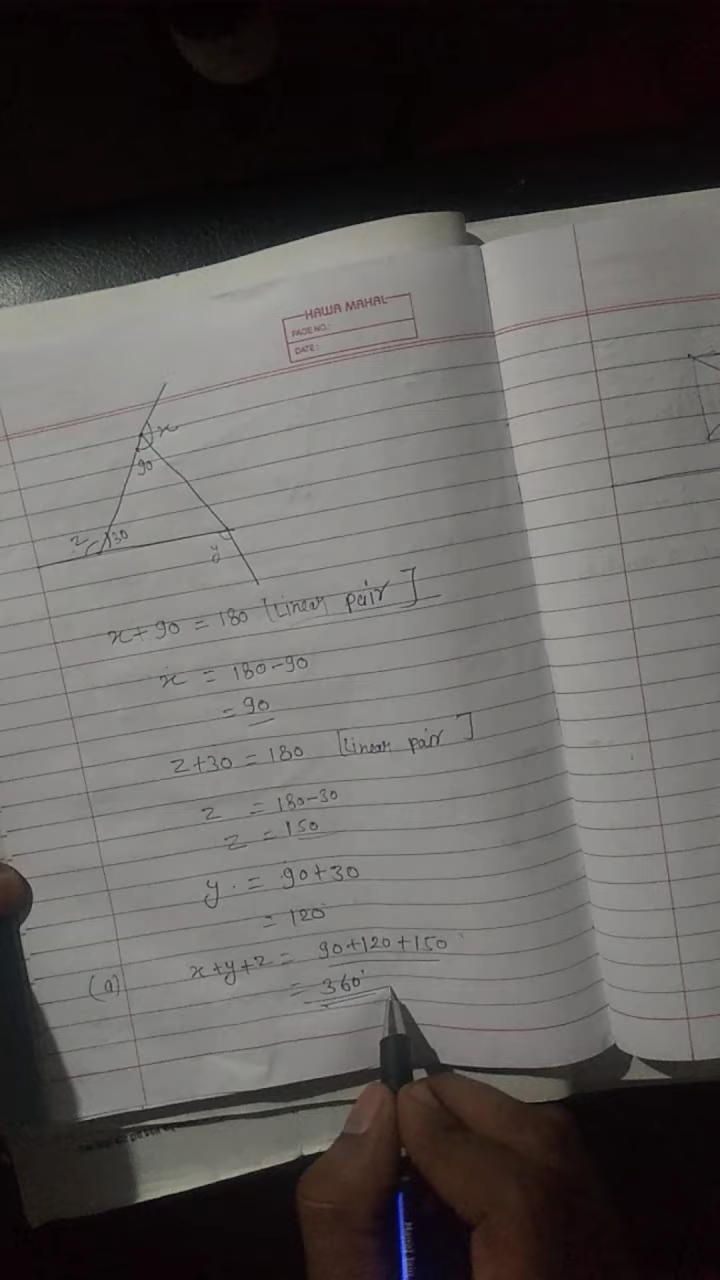 HAWA MAHAL
PAGE NO.:
DATE:
x
90
z 30
y
x+90 = 180 [Linear pair]
x = 180-90
= 90
z+30 = 180 [Linear pair]
z = 180-30
z = 150
y. = 90+30
= 120°
(a) x+y+z = 90+120+150°
= 360°